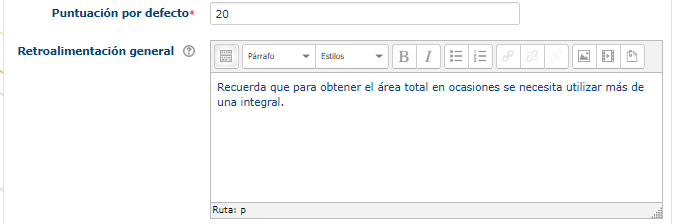 Puntuación por defecto* 20
Retroalimentación general
Párrafo Estilos B I
Recuerda que para obtener el área total en ocasiones se necesita utilizar más de
una integral.
Ruta: p